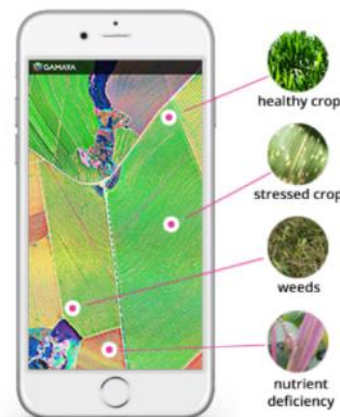 GAMAYA
healthy crop
stressed crop
weeds
nutrient
deficiency